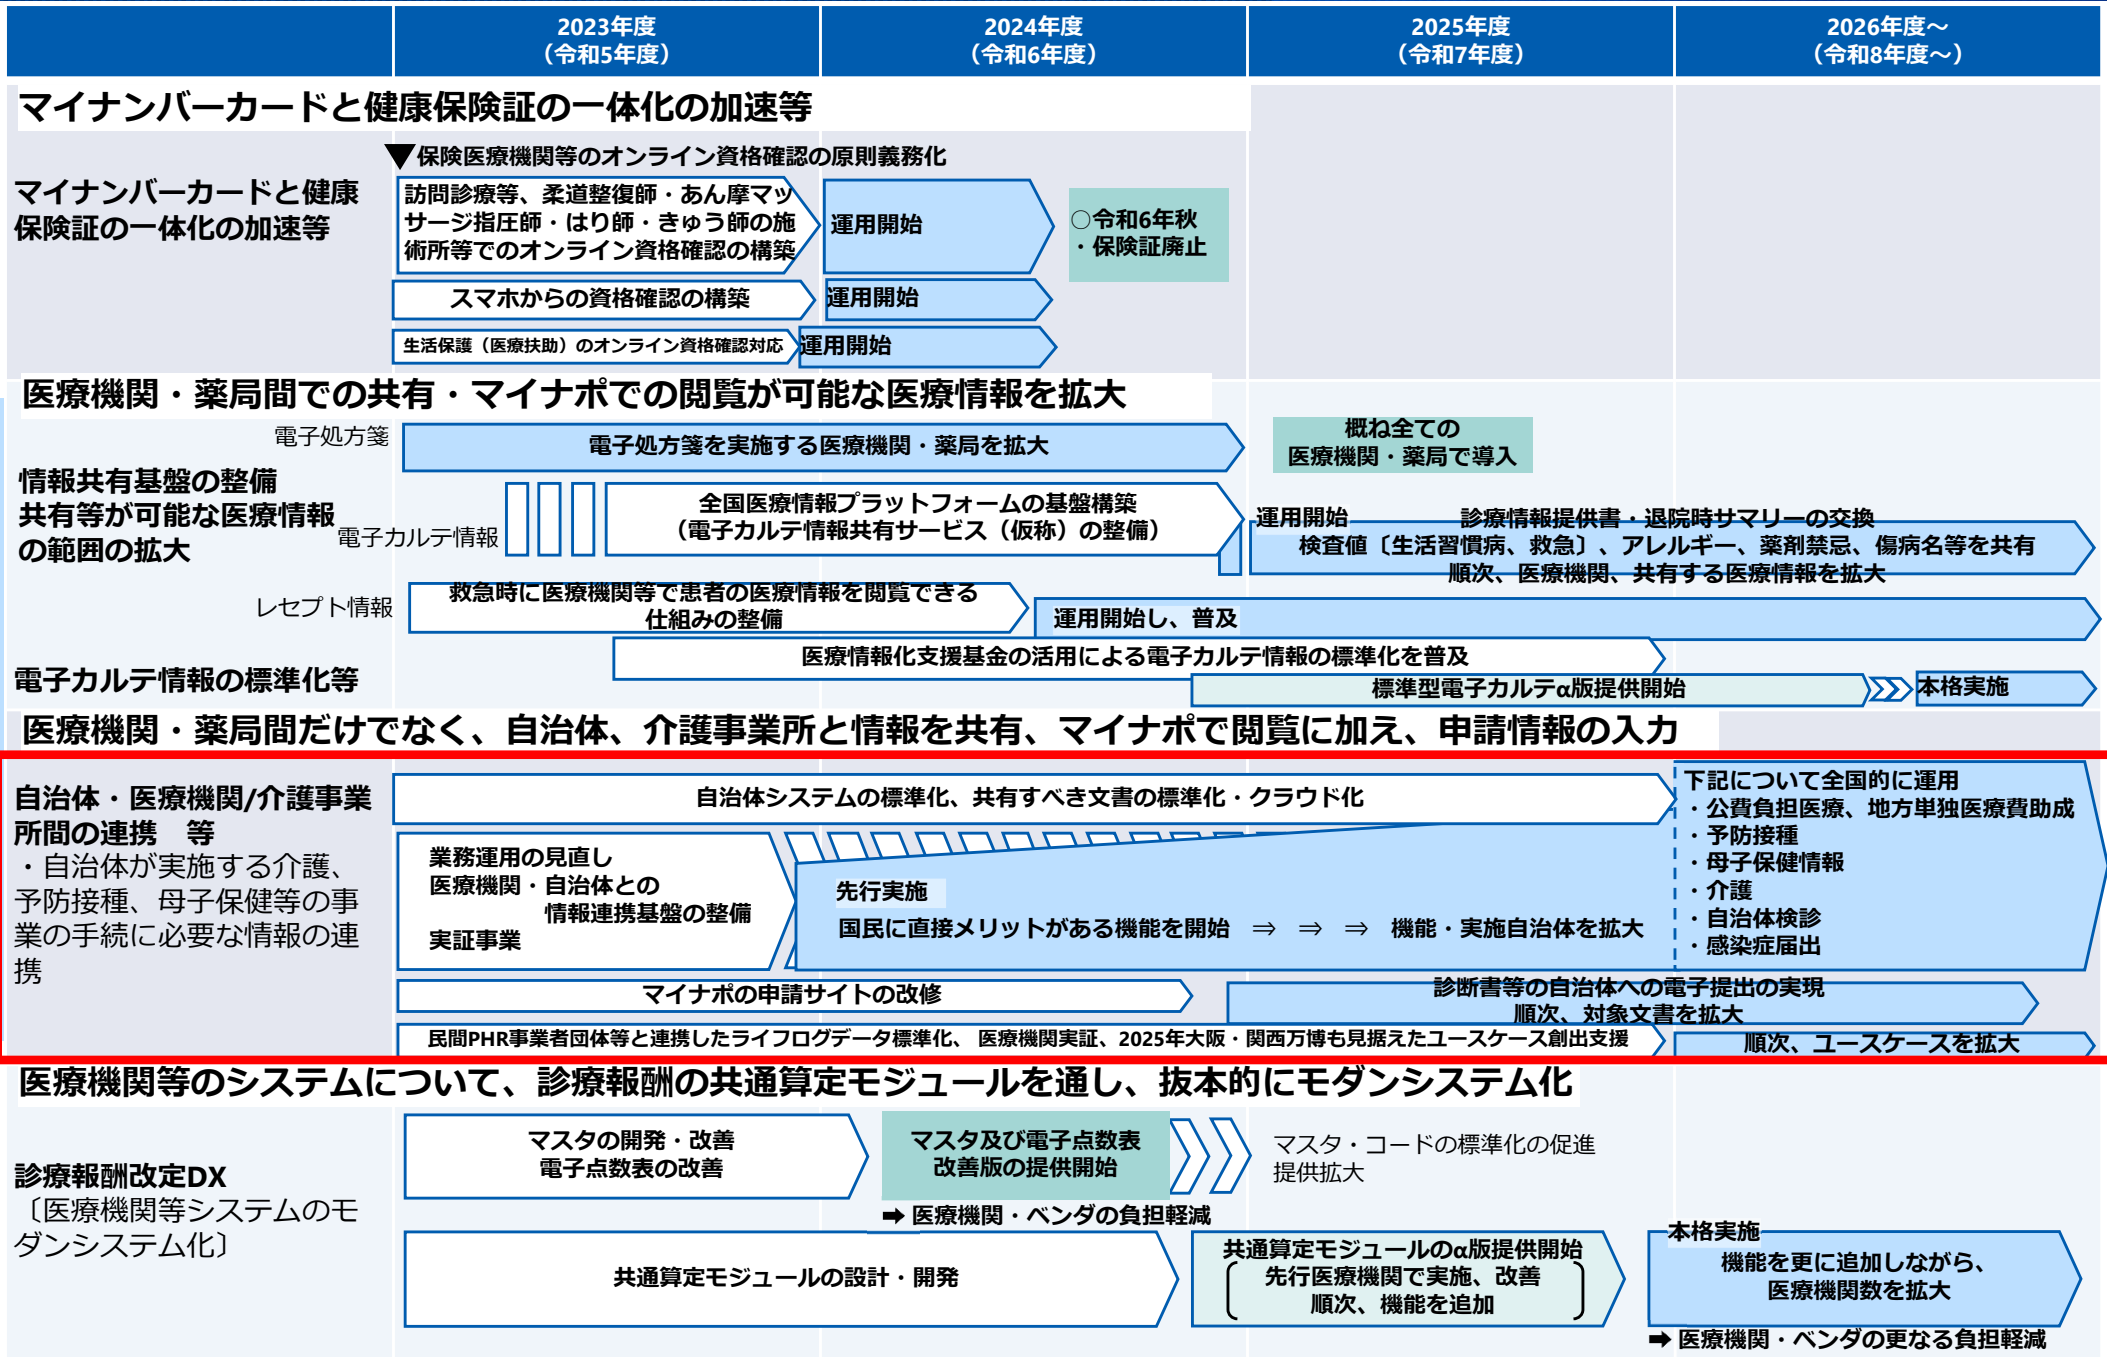 2023年度
（令和5年度）
2024年度
（令和6年度）
2025年度
（令和7年度）
2026年度～
（令和8年度～）
マイナンバーカードと健康保険証の一体化の加速等
マイナンバーカードと健康
保険証の一体化の加速等
▼保険医療機関等のオンライン資格確認の原則義務化
訪問診療等、柔道整復師・あん摩マッ
サージ指圧師・はり師・きゅう師の施
術所等でのオンライン資格確認の構築
運用開始
○令和6年秋
・保険証廃止
スマホからの資格確認の構築
運用開始
生活保護（医療扶助）のオンライン資格確認対応
運用開始
医療機関・薬局間での共有・マイナポでの閲覧が可能な医療情報を拡大
情報共有基盤の整備
共有等が可能な医療情報
の範囲の拡大
電子処方箋
電子処方箋を実施する医療機関・薬局を拡大
概ね全ての
医療機関・薬局で導入
電子カルテ情報
全国医療情報プラットフォームの基盤構築
（電子カルテ情報共有サービス（仮称）の整備）
運用開始
診療情報提供書・退院時サマリーの交換
検査値〔生活習慣病、救急〕、アレルギー、薬剤禁忌、傷病名等を共有
順次、医療機関、共有する医療情報を拡大
レセプト情報
救急時に医療機関等で患者の医療情報を閲覧できる
仕組みの整備
運用開始し、普及
電子カルテ情報の標準化等
医療情報化支援基金の活用による電子カルテ情報の標準化を普及
標準型電子カルテα版提供開始
本格実施
医療機関・薬局間だけでなく、自治体、介護事業所と情報を共有、マイナポで閲覧に加え、申請情報の入力
自治体・医療機関/介護事業
所間の連携　等
・自治体が実施する介護、
予防接種、母子保健等の事
業の手続に必要な情報の連
携
自治体システムの標準化、共有すべき文書の標準化・クラウド化
業務運用の見直し
医療機関・自治体との
情報連携基盤の整備
実証事業
先行実施
国民に直接メリットがある機能を開始　⇒　⇒　⇒　機能・実施自治体を拡大
下記について全国的に運用
・公費負担医療、地方単独医療費助成
・予防接種
・母子保健情報
・介護
・自治体検診
・感染症届出
マイナポの申請サイトの改修
診断書等の自治体への電子提出の実現
順次、対象文書を拡大
民間PHR事業者団体等と連携したライフログデータ標準化、 医療機関実証、2025年大阪・関西万博も見据えたユースケース創出支援
順次、ユースケースを拡大
医療機関等のシステムについて、診療報酬の共通算定モジュールを通し、抜本的にモダンシステム化
診療報酬改定DX
〔医療機関等システムのモ
ダンシステム化〕
マスタの開発・改善
電子点数表の改善
マスタ及び電子点数表
改善版の提供開始
マスタ・コードの標準化の促進
提供拡大
➡ 医療機関・ベンダの負担軽減
共通算定モジュールの設計・開発
共通算定モジュールのα版提供開始
先行医療機関で実施、改善
順次、機能を追加
本格実施
機能を更に追加しながら、
医療機関数を拡大
➡ 医療機関・ベンダの更なる負担軽減